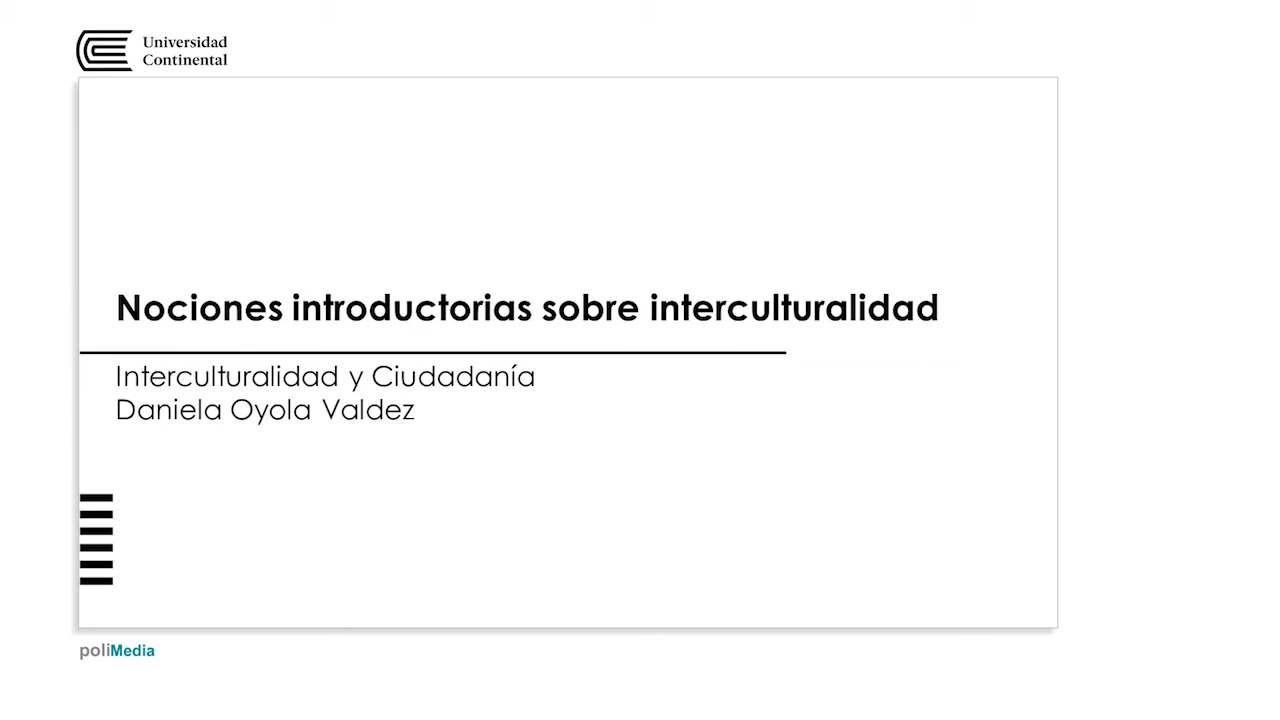 Universidad
Continental
Nociones introductorias sobre interculturalidad
Interculturalidad y Ciudadanía
Daniela Oyola Valdez
poliMedia